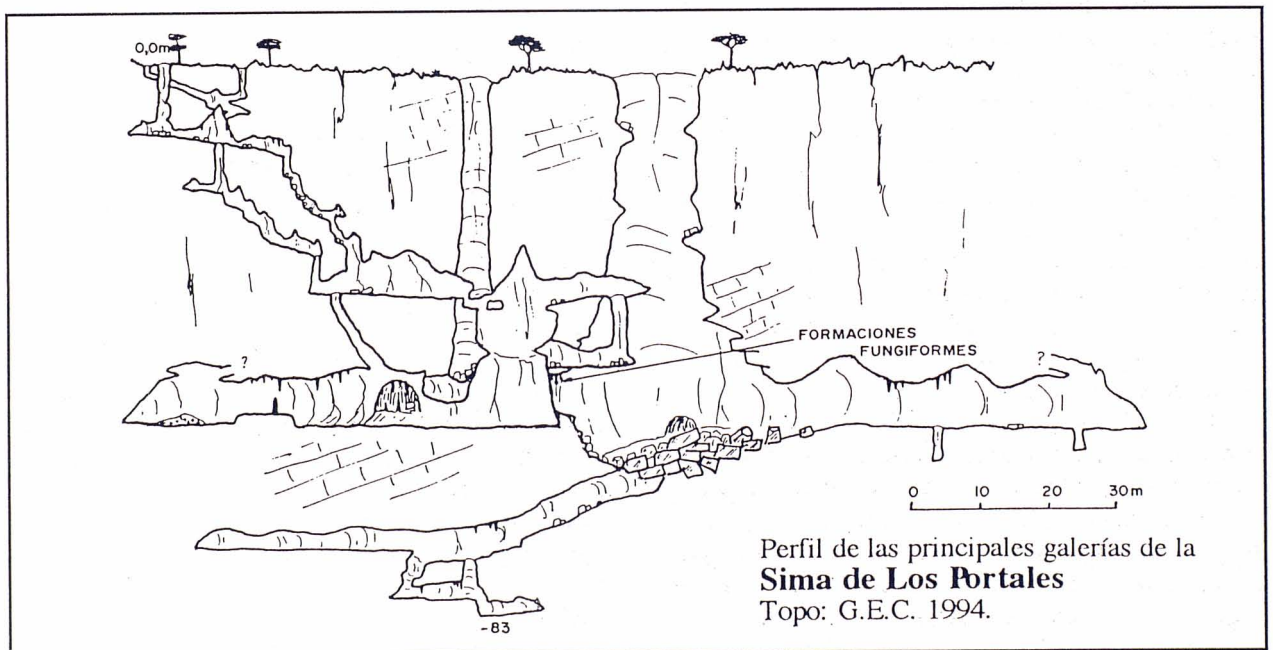 0,0m
FORMACIONES
FUNGIFORMES
?
?
0 10 20 30m
Perfil de las principales galerías de la
Sima de Los Portales
Topo: G.E.C. 1994.
-83